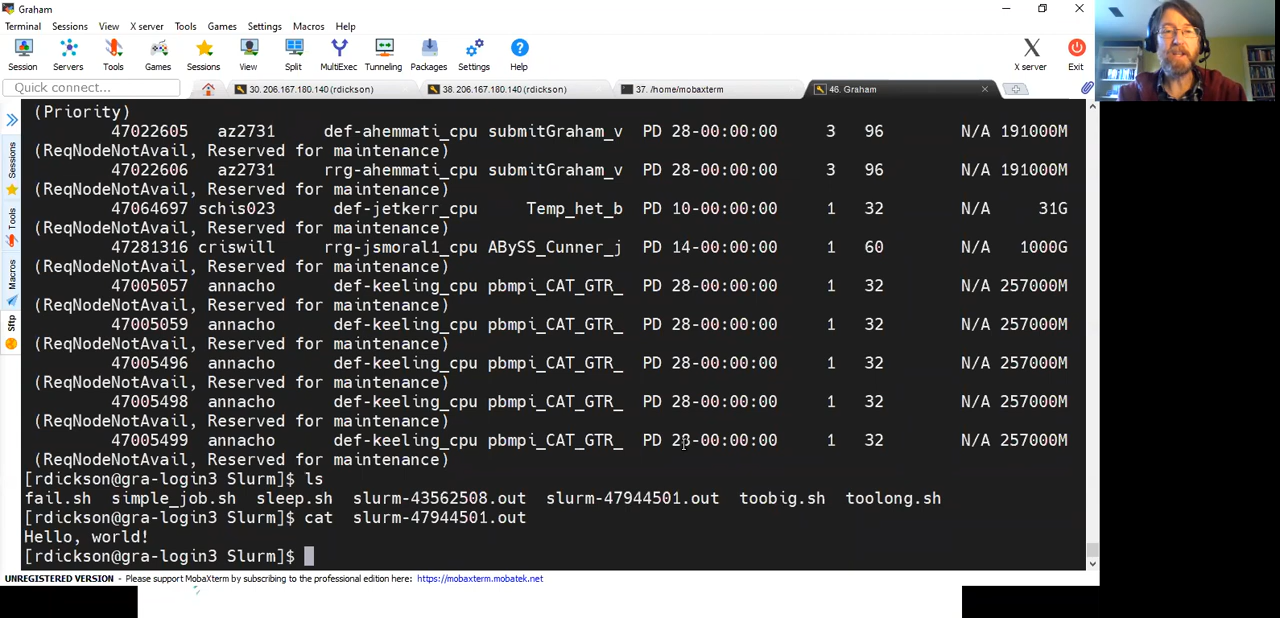 Graham
Terminal Sessions View X server Tools Games Settings Macros Help
Session Servers Tools Games Sessions View Split MultiExec Tunneling Packages Settings Help X server Exit
Quick connect...
30. 206.167.180.140 (rdickson) 38. 206.167.180.140 (rdickson) 37. /home/mobaxterm 46. Graham
Sessions
Tools
Macros
Sftp
(Priority)
47022605 az2731 def-ahemmati_cpu submitGraham_v PD 28-00:00:00 3 96 N/A 191000M
(ReqNodeNotAvail, Reserved for maintenance)
47022606 az2731 rrg-ahemmati_cpu submitGraham_v PD 28-00:00:00 3 96 N/A 191000M
(ReqNodeNotAvail, Reserved for maintenance)
47064697 schis023 def-jetkerr_cpu Temp_het_b PD 10-00:00:00 1 32 N/A 31G
(ReqNodeNotAvail, Reserved for maintenance)
47281316 criswill rrg-jsmoral1_cpu ABySS_Cunner_j PD 14-00:00:00 1 60 N/A 1000G
(ReqNodeNotAvail, Reserved for maintenance)
47005057 annacho def-keeling_cpu pbmpi_CAT_GTR_ PD 28-00:00:00 1 32 N/A 257000M
(ReqNodeNotAvail, Reserved for maintenance)
47005059 annacho def-keeling_cpu pbmpi_CAT_GTR_ PD 28-00:00:00 1 32 N/A 257000M
(ReqNodeNotAvail, Reserved for maintenance)
47005496 annacho def-keeling_cpu pbmpi_CAT_GTR_ PD 28-00:00:00 1 32 N/A 257000M
(ReqNodeNotAvail, Reserved for maintenance)
47005498 annacho def-keeling_cpu pbmpi_CAT_GTR_ PD 28-00:00:00 1 32 N/A 257000M
(ReqNodeNotAvail, Reserved for maintenance)
47005499 annacho def-keeling_cpu pbmpi_CAT_GTR_ PD 28-00:00:00 1 32 N/A 257000M
(ReqNodeNotAvail, Reserved for maintenance)
[rdickson@gra-login3 Slurm]$ ls
fail.sh simple_job.sh sleep.sh slurm-43562508.out slurm-47944501.out toobig.sh toolong.sh
[rdickson@gra-login3 Slurm]$ cat slurm-47944501.out
Hello, world!
[rdickson@gra-login3 Slurm]$
UNREGISTERED VERSION - Please support MobaXterm by subscribing to the professional edition here: https://mobaxterm.mobatek.net